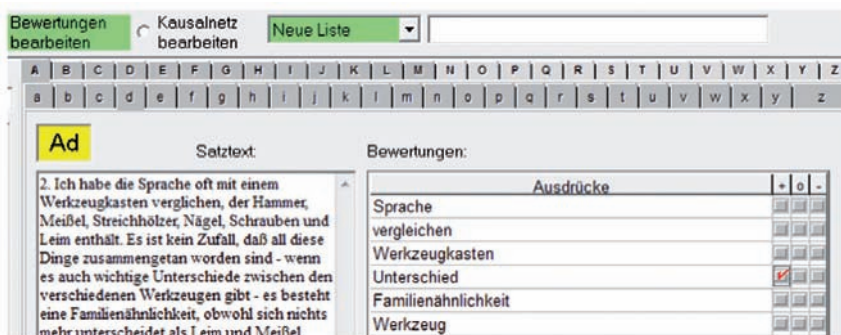 Bewertungen
bearbeiten
Kausalnetz
bearbeiten
Neue Liste
A B C D E F G H I J K L M N O P Q R S T U V W X Y Z
a b c d e f g h i j k l m n o p q r s t u v w x y z
Ad
Satztext:
Bewertungen:
2. Ich habe die Sprache oft mit einem
Werkzeugkasten verglichen, der Hammer,
Meißel, Streichhölzer, Nägel, Schrauben und
Leim enthält. Es ist kein Zufall, daß all diese
Dinge zusammengetan worden sind - wenn
es auch wichtige Unterschiede zwischen den
verschiedenen Werkzeugen gibt - es besteht
eine Familienähnlichkeit, obwohl sich nichts
mehr unterscheidet als Leim und Meißel.
Ausdrücke + o -
Sprache
vergleichen
Werkzeugkasten
Unterschied
Familienähnlichkeit
Werkzeug